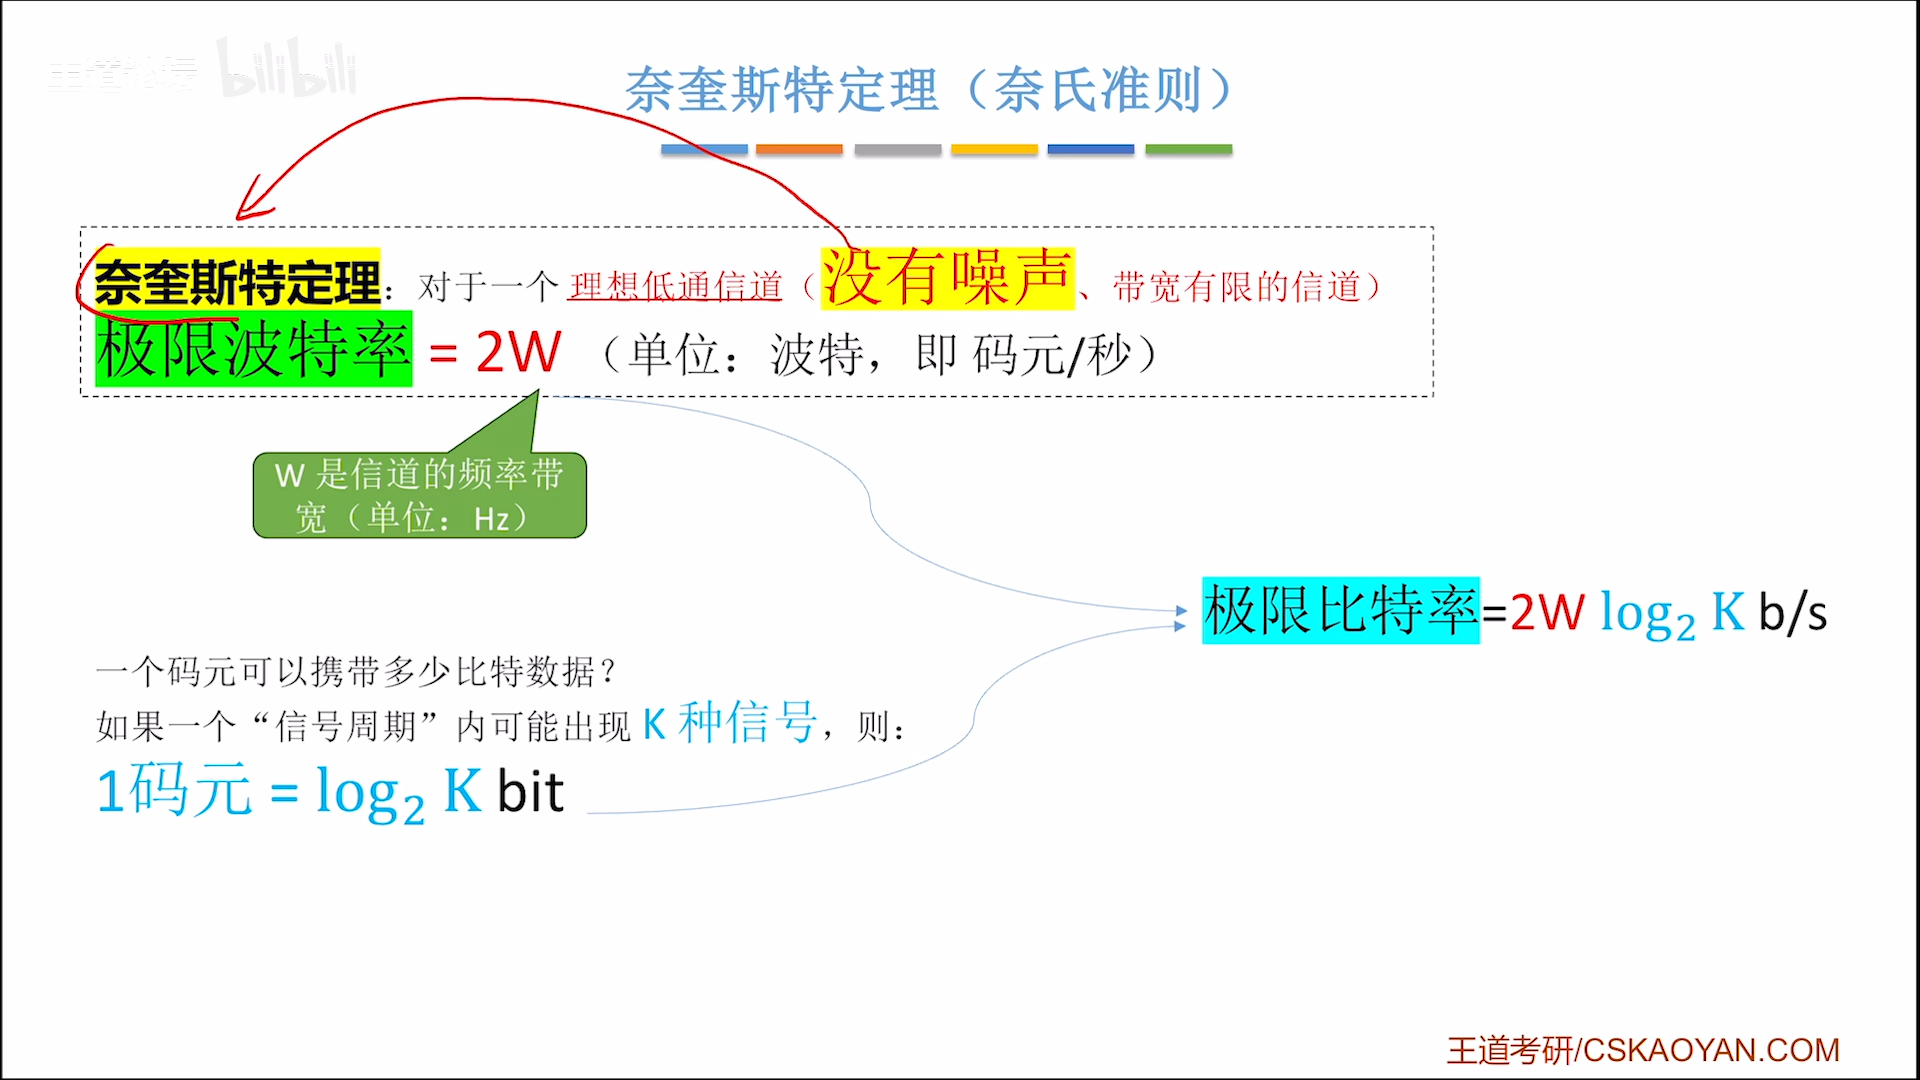 王道论坛 bilibili
奈奎斯特定理（奈氏准则）
奈奎斯特定理：对于一个 理想低通信道（没有噪声、带宽有限的信道）
极限波特率 = 2W （单位：波特，即 码元/秒）
W 是信道的频率带
宽（单位：Hz）
极限比特率=2W log₂ K b/s
一个码元可以携带多少比特数据？
如果一个“信号周期”内可能出现 K 种信号，则：
1码元 = log₂ K bit
王道考研/CSKAOYAN.COM